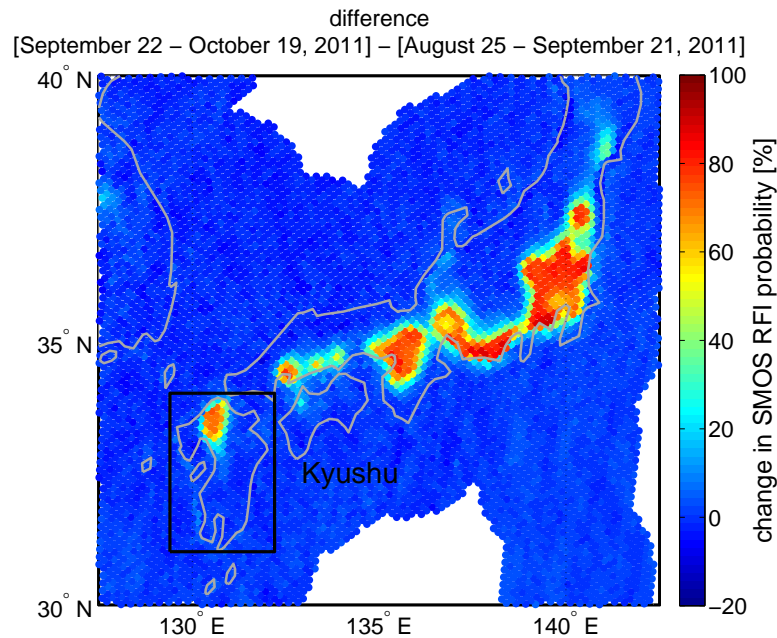 difference
[September 22 − October 19, 2011] − [August 25 − September 21, 2011]
40° N
35° N
30° N
130° E
135° E
140° E
Kyushu
100
80
60
40
20
0
−20
change in SMOS RFI probability [%]